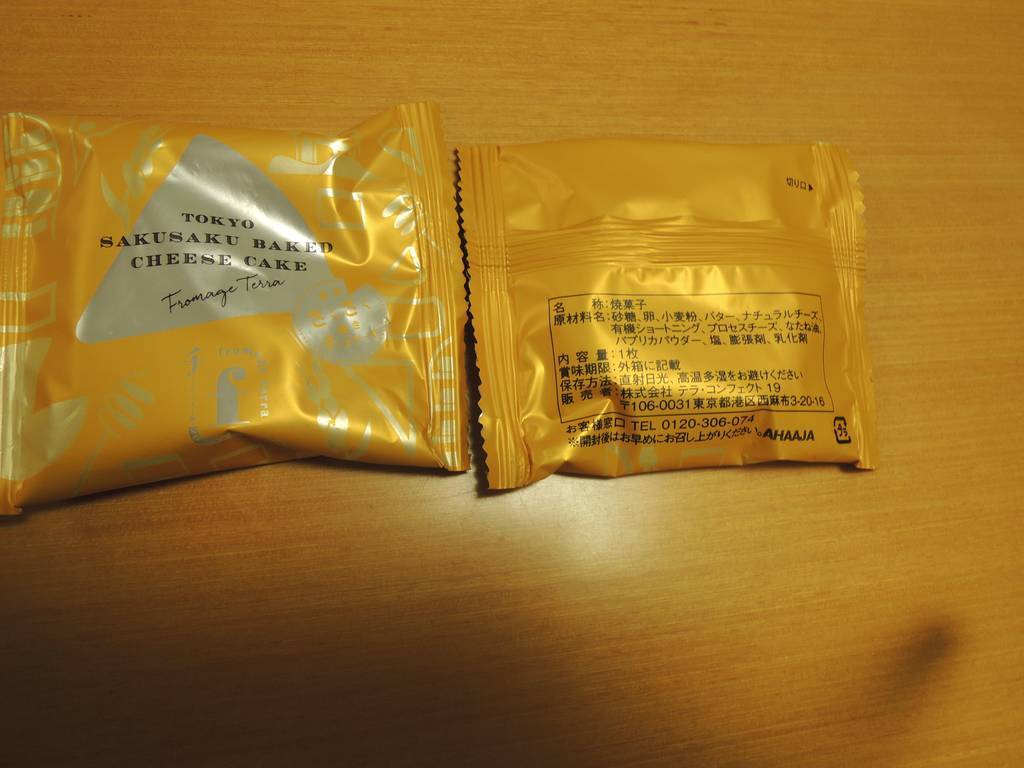 TOKYO
SAKUSAKU BAKED
CHEESE CAKE
Fromage Terra
f
切り口▶
名 称:焼菓子
原材料名:砂糖、卵、小麦粉、バター、ナチュラルチーズ、
有機ショートニング、プロセスチーズ、なたね油、
パプリカパウダー、塩、膨張剤、乳化剤
内 容 量:1枚
賞味期限:外箱に記載
保存方法:直射日光、高温多湿をお避けください
販 売 者:株式会社 テラ・コンフェクト 19
〒106-0031東京都港区西麻布3-20-16
お客様窓口 TEL 0120-306-074
※開封後はお早めにお召し上がりください。AHAAJA